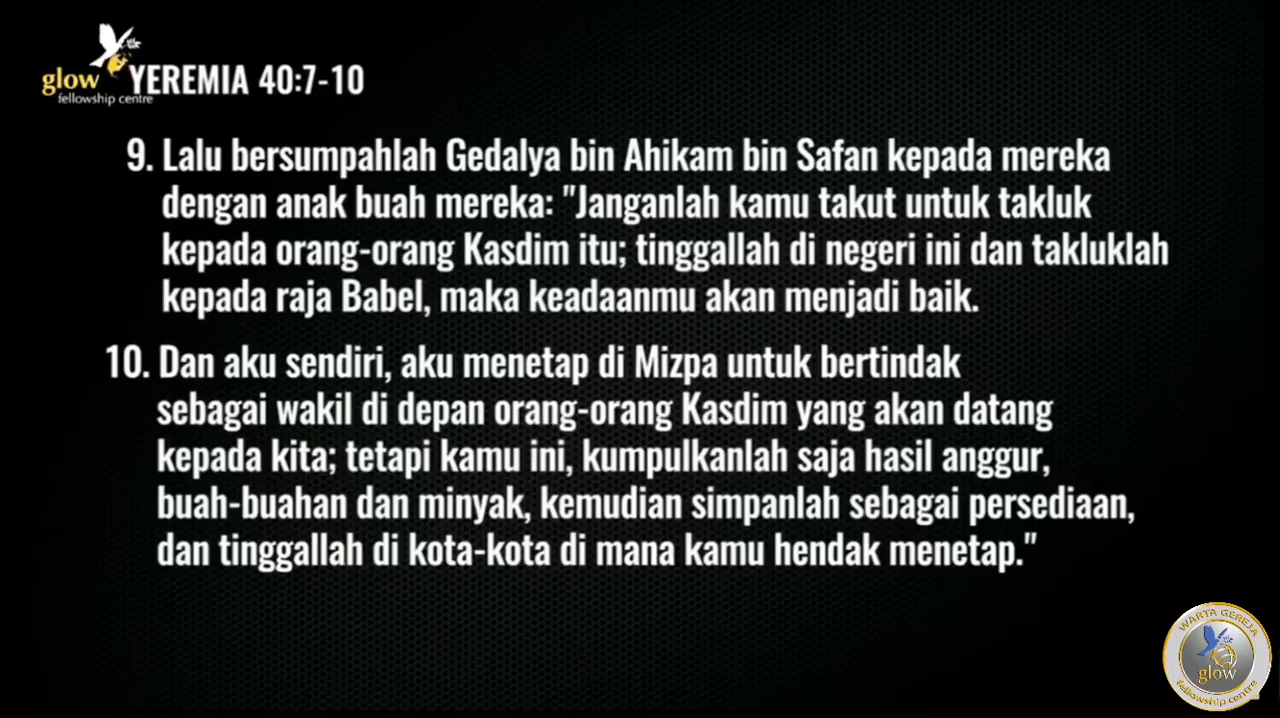 glow
fellowship centre
YEREMIA 40:7-10
9. Lalu bersumpahlah Gedalya bin Ahikam bin Safan kepada mereka
dengan anak buah mereka: "Janganlah kamu takut untuk takluk
kepada orang-orang Kasdim itu; tinggallah di negeri ini dan takluklah
kepada raja Babel, maka keadaanmu akan menjadi baik.
10. Dan aku sendiri, aku menetap di Mizpa untuk bertindak
sebagai wakil di depan orang-orang Kasdim yang akan datang
kepada kita; tetapi kamu ini, kumpulkanlah saja hasil anggur,
buah-buahan dan minyak, kemudian simpanlah sebagai persediaan,
dan tinggallah di kota-kota di mana kamu hendak menetap."
WARTA GEREJA
glow
fellowship centre